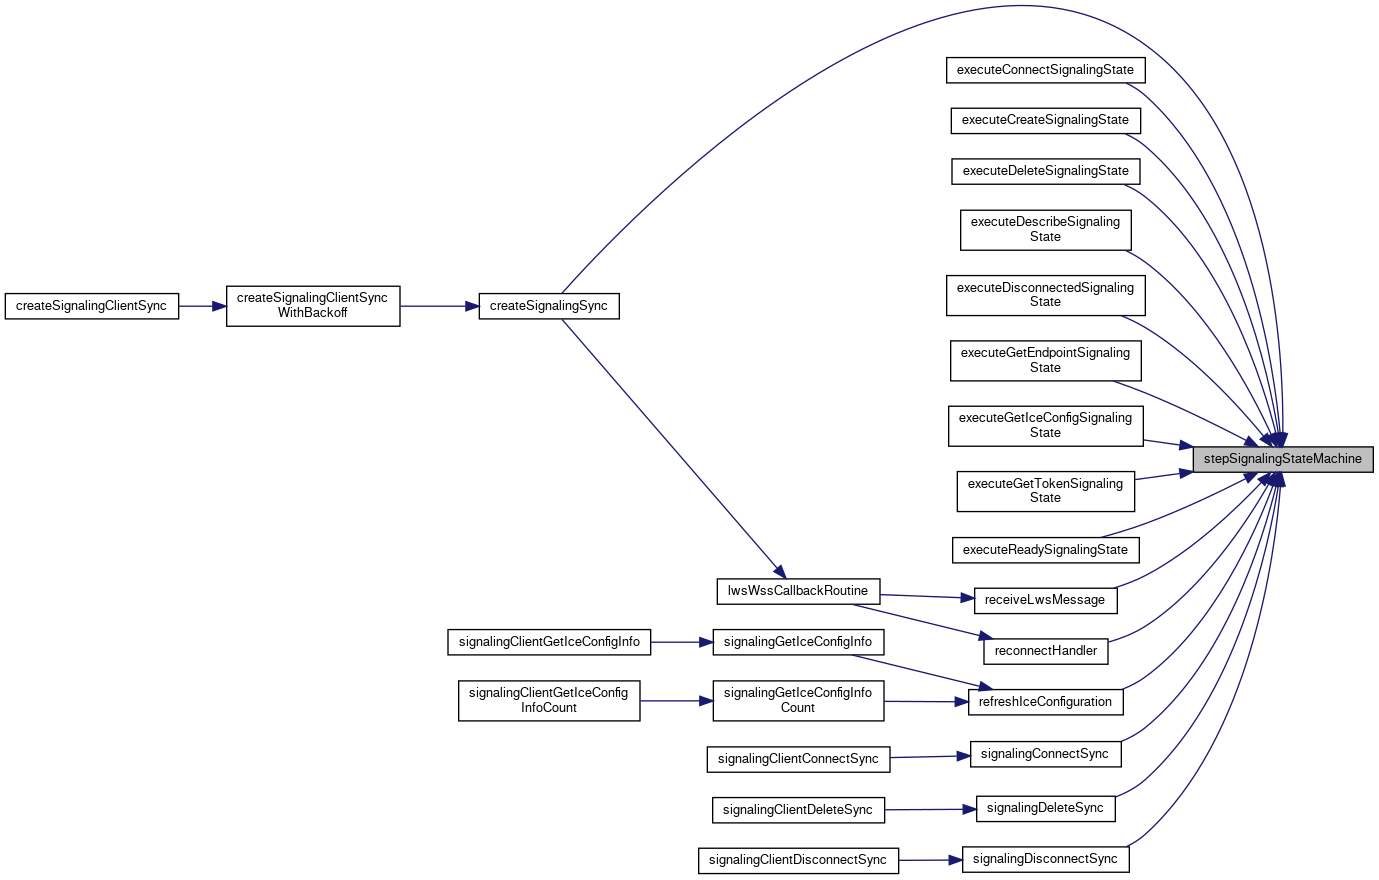 executeConnectSignalingState
executeCreateSignalingState
executeDeleteSignalingState
executeDescribeSignaling
State
executeDisconnectedSignaling
State
createSignalingClientSync
createSignalingClientSync
WithBackoff
createSignalingSync
executeGetEndpointSignaling
State
executeGetIceConfigSignaling
State
stepSignalingStateMachine
executeGetTokenSignaling
State
executeReadySignalingState
lwsWssCallbackRoutine
receiveLwsMessage
signalingClientGetIceConfigInfo
signalingGetIceConfigInfo
reconnectHandler
signalingClientGetIceConfig
InfoCount
signalingGetIceConfigInfo
Count
refreshIceConfiguration
signalingClientConnectSync
signalingConnectSync
signalingClientDeleteSync
signalingDeleteSync
signalingClientDisconnectSync
signalingDisconnectSync